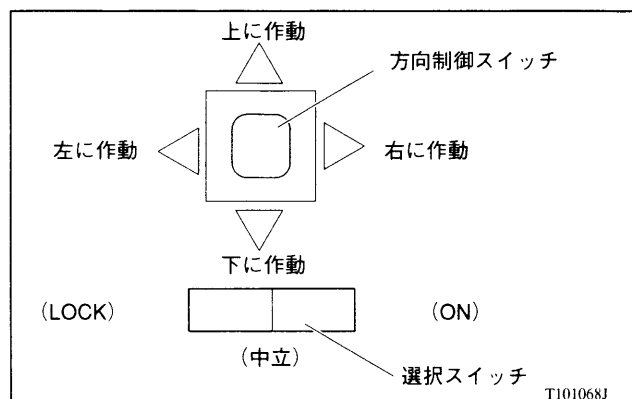 上に作動
方向制御スイッチ
左に作動
右に作動
下に作動
(LOCK)
(ON)
(中立)
選択スイッチ
T101068J